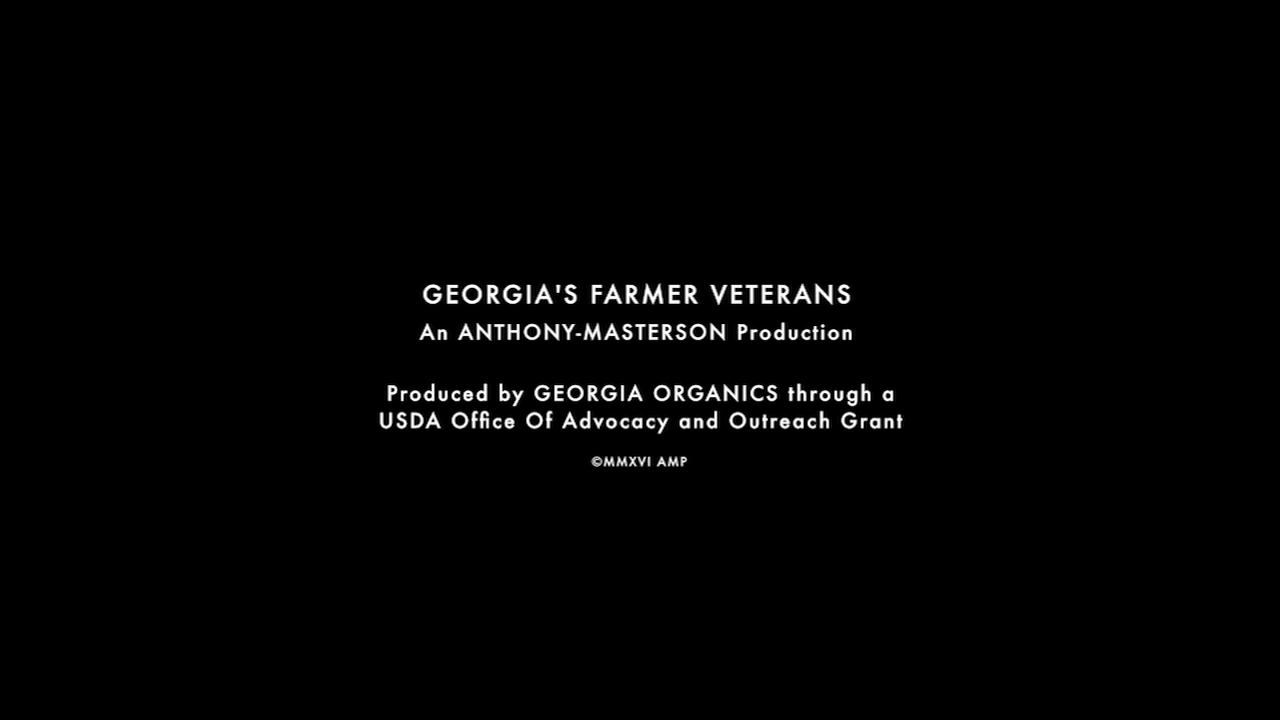 GEORGIA'S FARMER VETERANS
An ANTHONY-MASTERSON Production
Produced by GEORGIA ORGANICS through a
USDA Office Of Advocacy and Outreach Grant
©MMXVI AMP